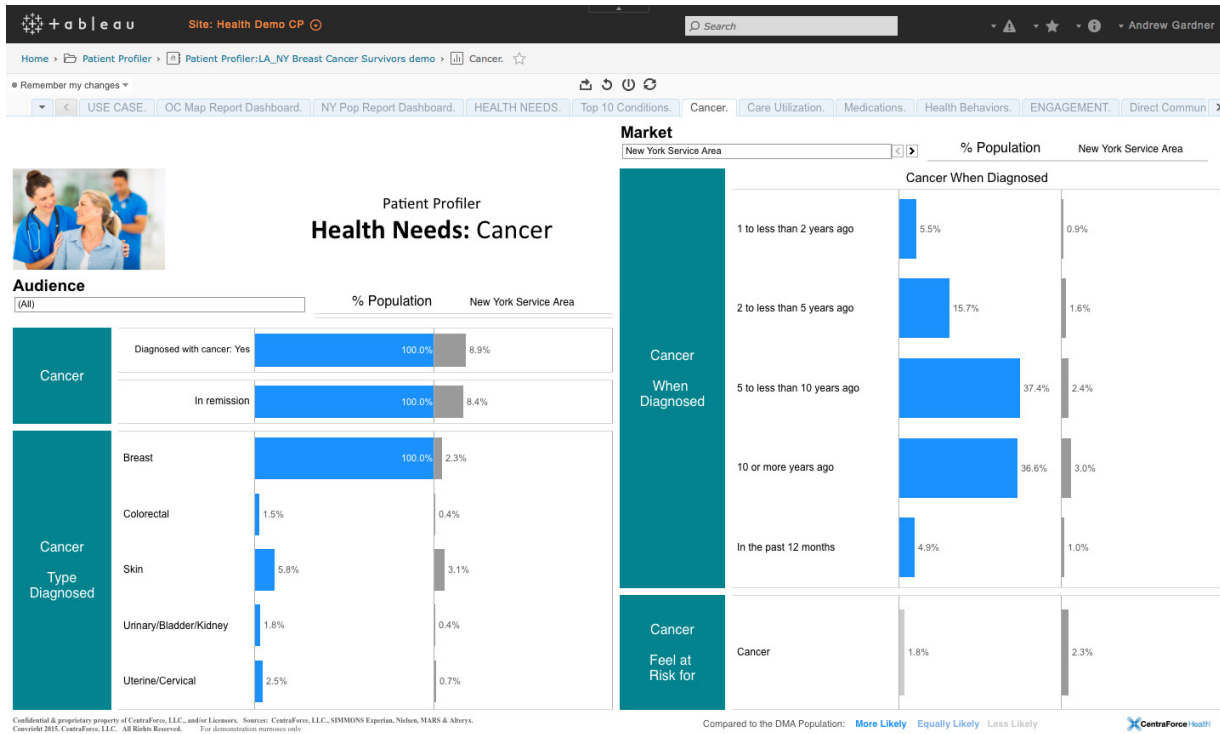 + a b | e a u
Site: Health Demo CP
Search
Andrew Gardner
Home › Patient Profiler › Patient Profiler:LA_NY Breast Cancer Survivors demo › Cancer.
Remember my changes
USE CASE. OC Map Report Dashboard. NY Pop Report Dashboard. HEALTH NEEDS. Top 10 Conditions. Cancer. Care Utilization. Medications. Health Behaviors. ENGAGEMENT. Direct Commun
Patient Profiler
Health Needs: Cancer
Audience
(All)
% Population New York Service Area
Cancer
Diagnosed with cancer: Yes 100.0% 8.9%
In remission 100.0% 8.4%
Cancer
Type
Diagnosed
Breast 100.0% 2.3%
Colorectal 1.5% 0.4%
Skin 5.8% 3.1%
Urinary/Bladder/Kidney 1.8% 0.4%
Uterine/Cervical 2.5% 0.7%
Market
New York Service Area
% Population New York Service Area
Cancer When Diagnosed
Cancer
When
Diagnosed
1 to less than 2 years ago 5.5% 0.9%
2 to less than 5 years ago 15.7% 1.6%
5 to less than 10 years ago 37.4% 2.4%
10 or more years ago 36.6% 3.0%
In the past 12 months 4.9% 1.0%
Cancer
Feel at
Risk for
Cancer 1.8% 2.3%
Confidential & proprietary property of CentraForce, LLC., and/or Licensors. Sources: CentraForce, LLC., SIMMONS Experian, Nielsen, MARS & Alteryx.
Copyright 2015. CentraForce. LLC. All Rights Reserved. For demonstration purposes only
Compared to the DMA Population: More Likely Equally Likely Less Likely
CentraForce Health